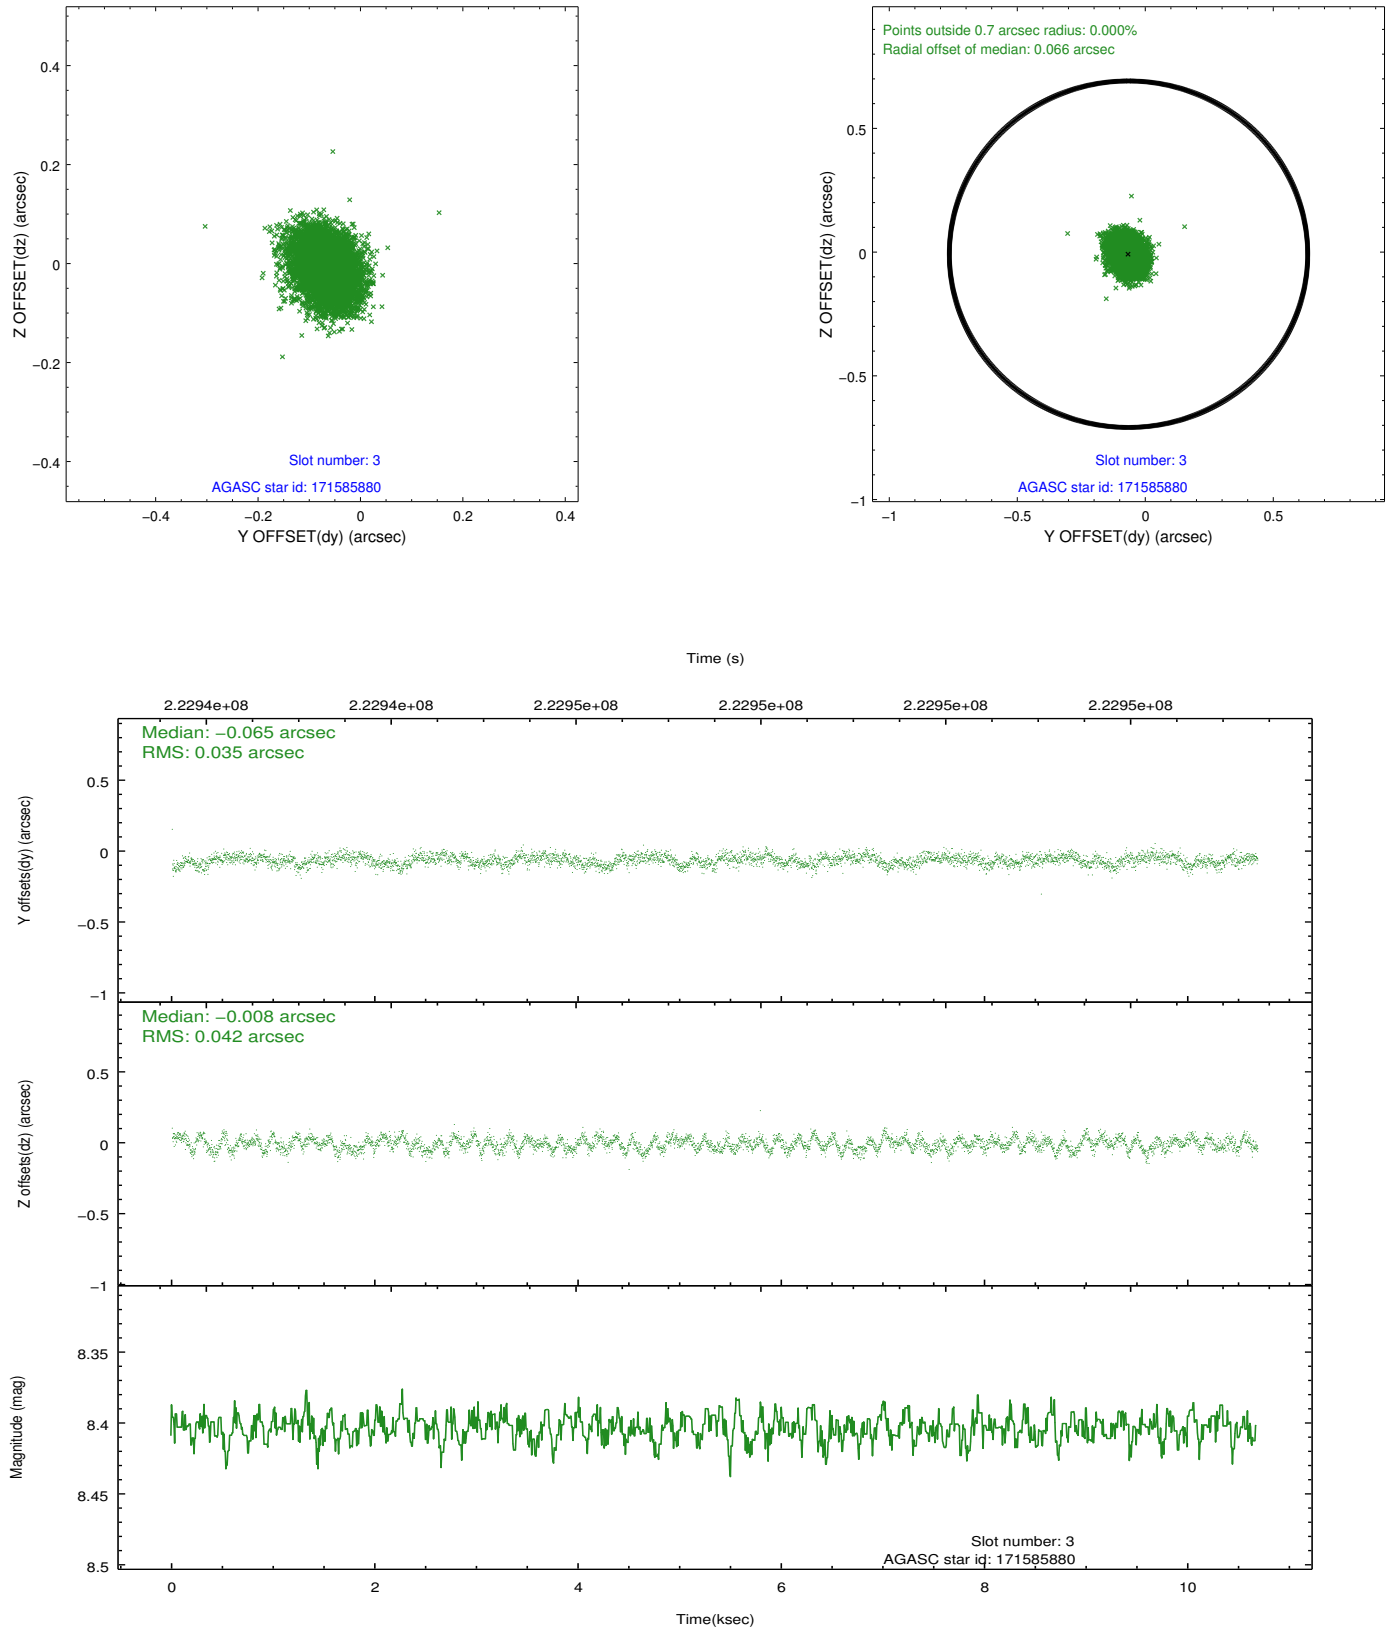 0.4
0.2
0
−0.2
−0.4
Z OFFSET(dz) (arcsec)
Slot number: 3
AGASC star id: 171585880
−0.4
−0.2
0
0.2
0.4
Y OFFSET(dy) (arcsec)
Points outside 0.7 arcsec radius: 0.000%
Radial offset of median: 0.066 arcsec
0.5
0
−0.5
−1
Z OFFSET(dz) (arcsec)
Slot number: 3
AGASC star id: 171585880
−1
−0.5
0
0.5
Y OFFSET(dy) (arcsec)
Time (s)
2.2294e+08
2.2294e+08
2.2295e+08
2.2295e+08
2.2295e+08
2.2295e+08
Median: −0.065 arcsec
RMS: 0.035 arcsec
0.5
0
−0.5
−1
Y offsets(dy) (arcsec)
Median: −0.008 arcsec
RMS: 0.042 arcsec
0.5
0
−0.5
−1
Z offsets(dz) (arcsec)
8.35
8.4
8.45
8.5
Magnitude (mag)
Slot number: 3
AGASC star id: 171585880
0
2
4
6
8
10
Time(ksec)